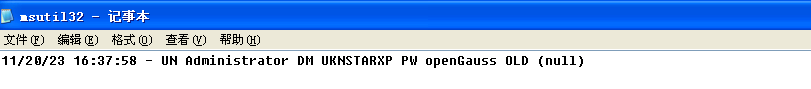 msutil32 - 记事本
文件(F) 编辑(E) 格式(O) 查看(V) 帮助(H)
11/20/23 16:37:58 - UN Administrator DM UKNSTARXP PW openGauss OLD (null)